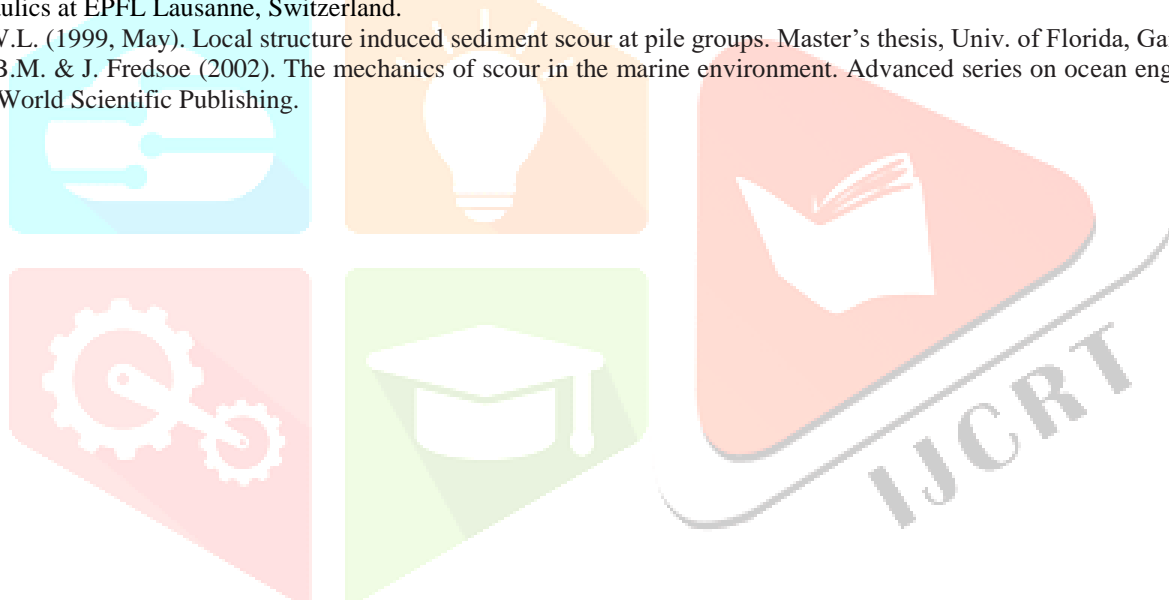 aulics at EPFL Lausanne, Switzerland.
W.L. (1999, May). Local structure induced sediment scour at pile groups. Master's thesis, Univ. of Florida, Ga
B.M. & J. Fredsoe (2002). The mechanics of scour in the marine environment. Advanced series on ocean eng
World Scientific Publishing.
IJCRT